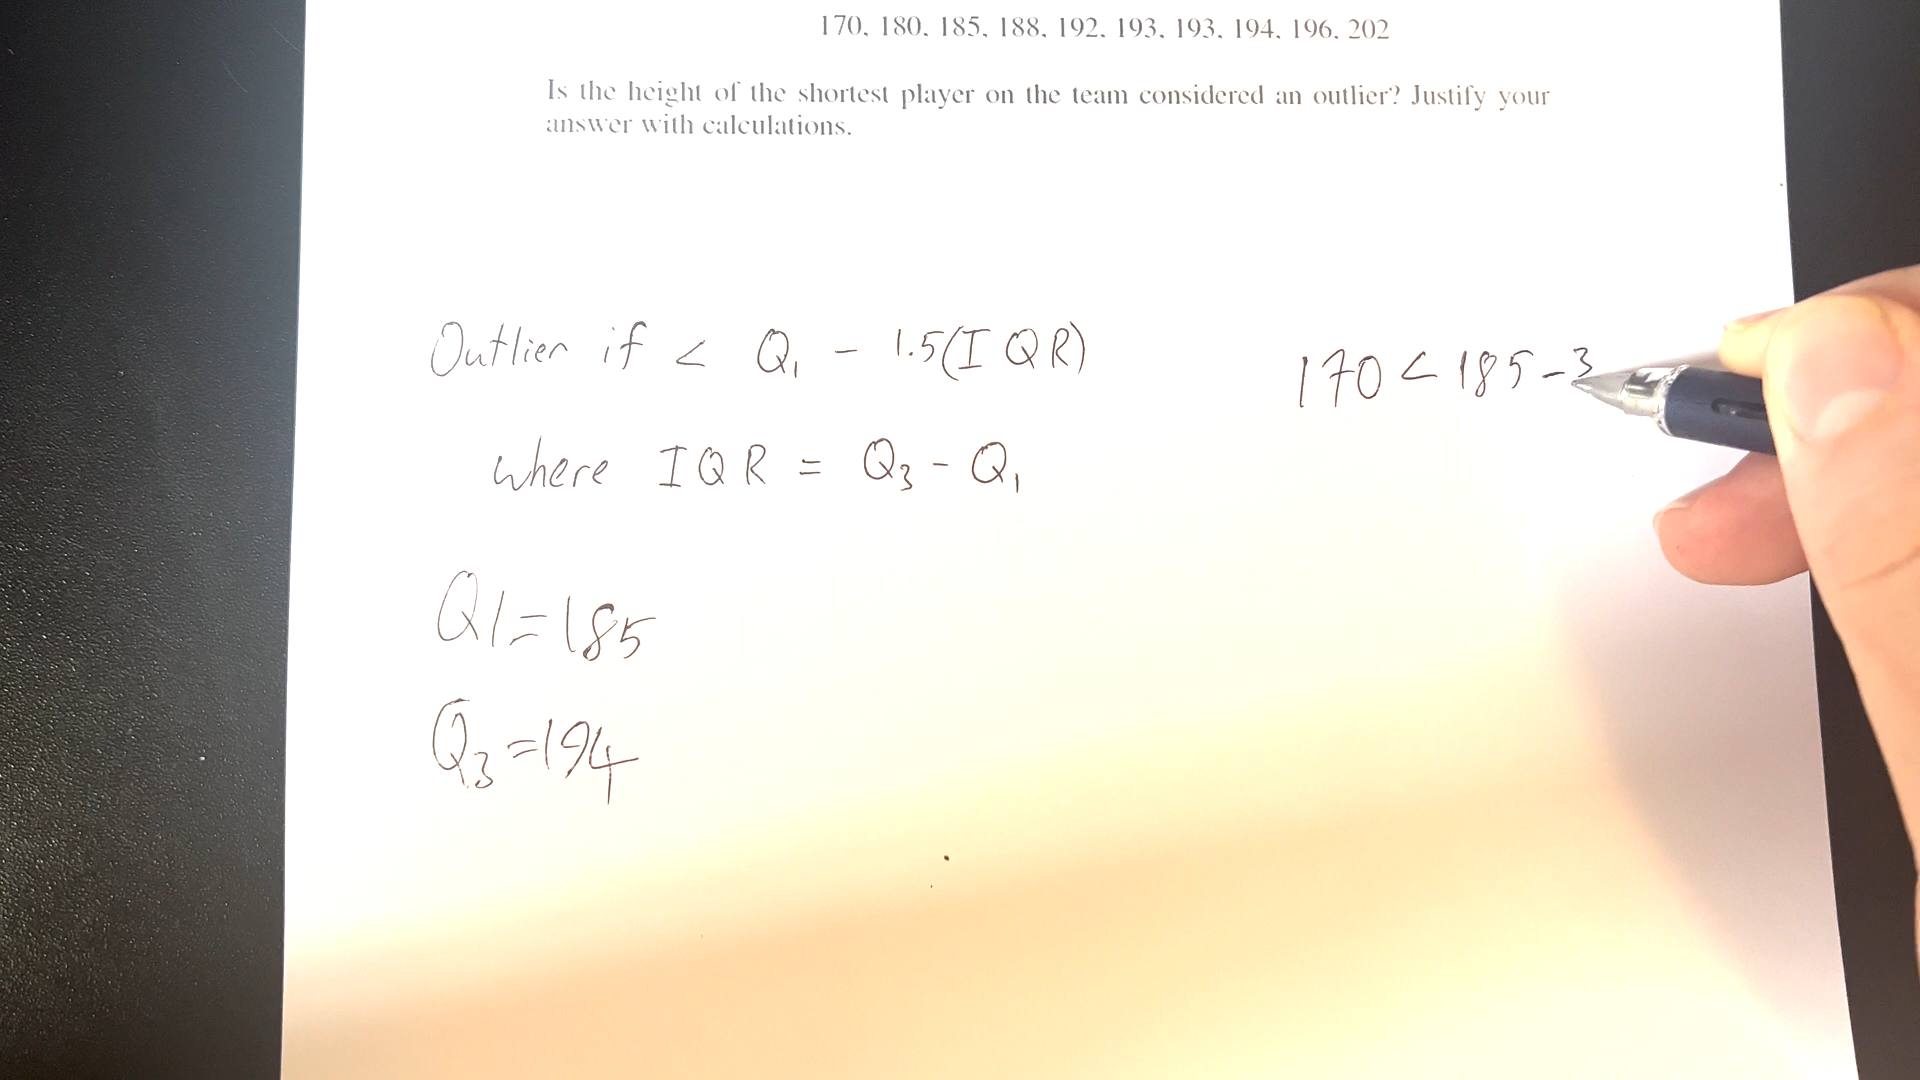 170, 180, 185, 188, 192, 193, 193, 194, 196, 202
Is the height of the shortest player on the team considered an outlier? Justify your
answer with calculations.
Outlier if < Q₁ - 1.5(IQR)
170 < 185 - 3
where IQR = Q₃ - Q₁
Q1 = 185
Q₃ = 194